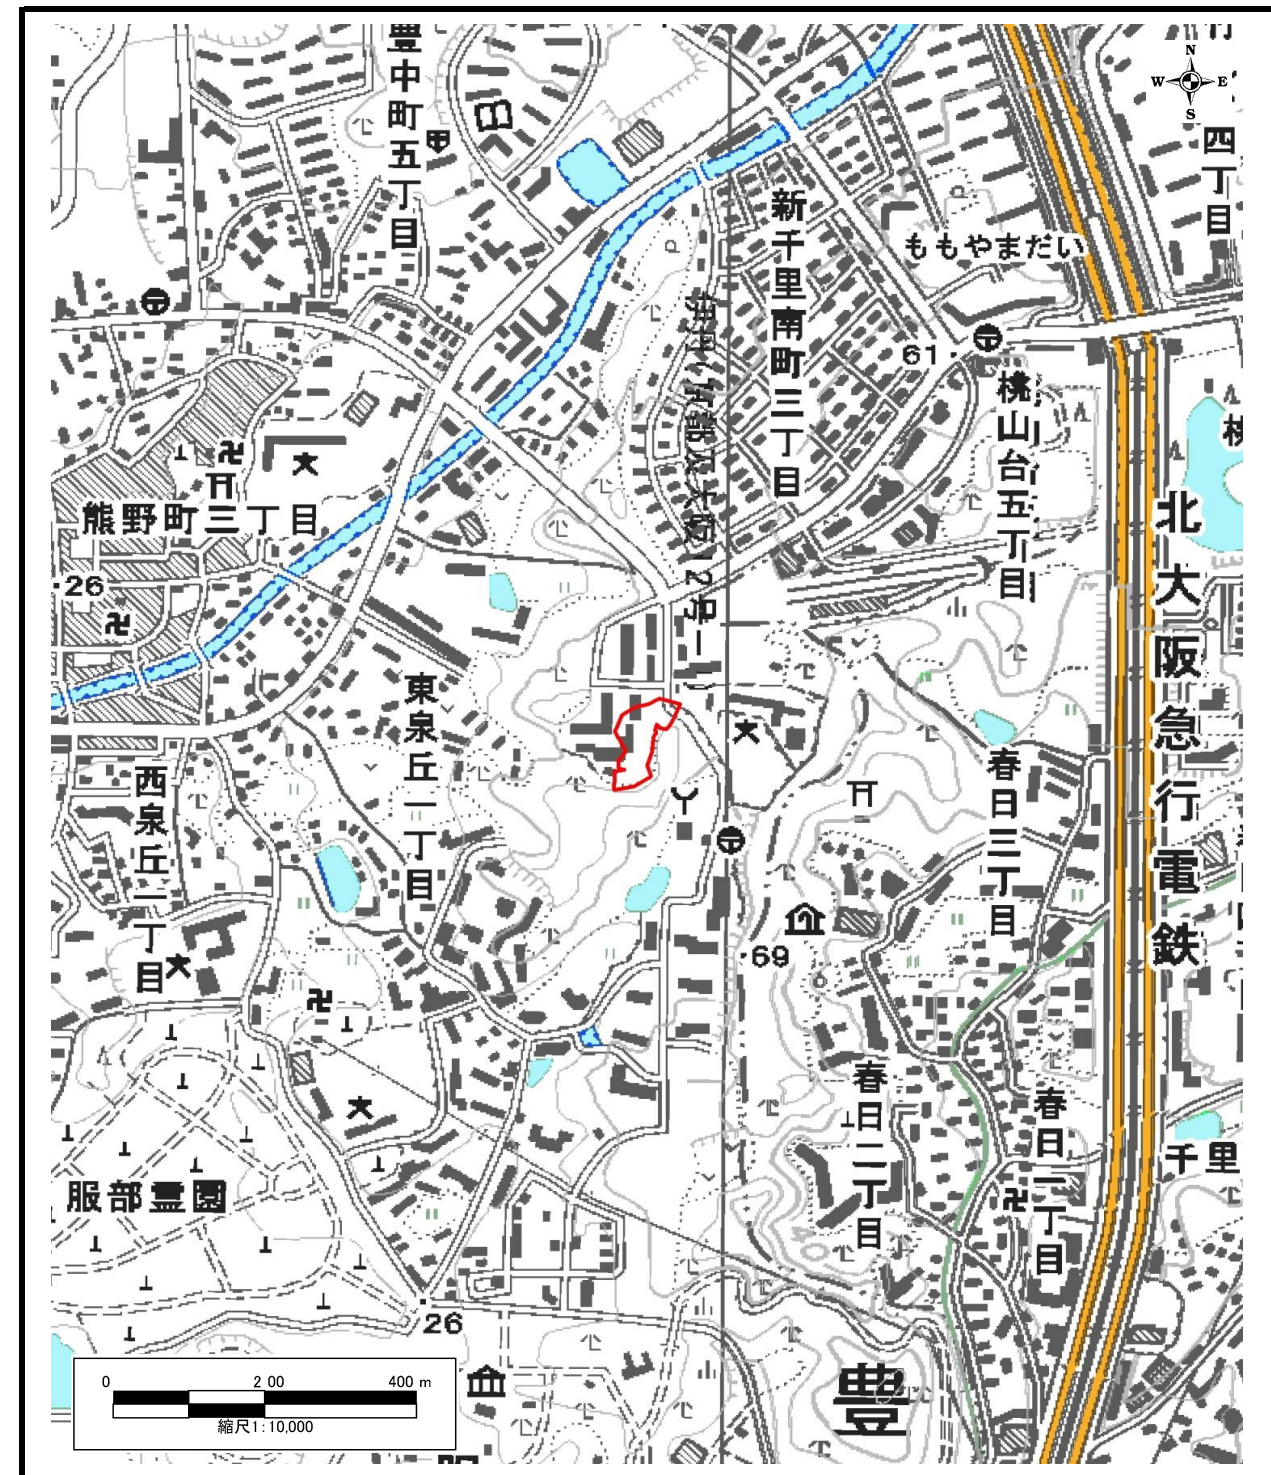 N
W E
S
豊中町五丁目
四丁目
新千里南町三丁目
ももやまだい
61
桃山台五丁目
熊野町三丁目
26
北大阪急行電鉄
東泉丘一丁目
西泉丘一丁目
春日三丁目
69
春日二丁目
春日一丁目
千里
服部霊園
40
26
豊
0 200 400 m
縮尺1:10,000